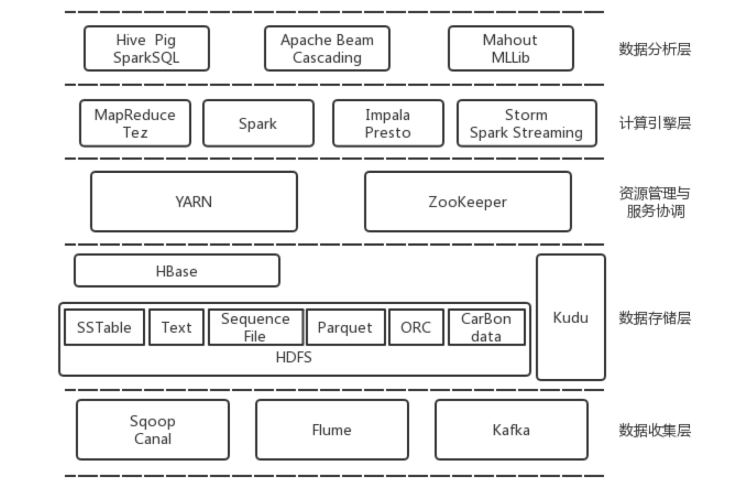 Hive Pig
SparkSQL
Apache Beam
Cascading
Mahout
MLLib
数据分析层
MapReduce
Tez
Spark
Impala
Presto
Storm
Spark Streaming
计算引擎层
YARN
ZooKeeper
资源管理与
服务协调
HBase
SSTable
Text
Sequence
File
Parquet
ORC
CarBon
data
HDFS
Kudu
数据存储层
Sqoop
Canal
Flume
Kafka
数据收集层